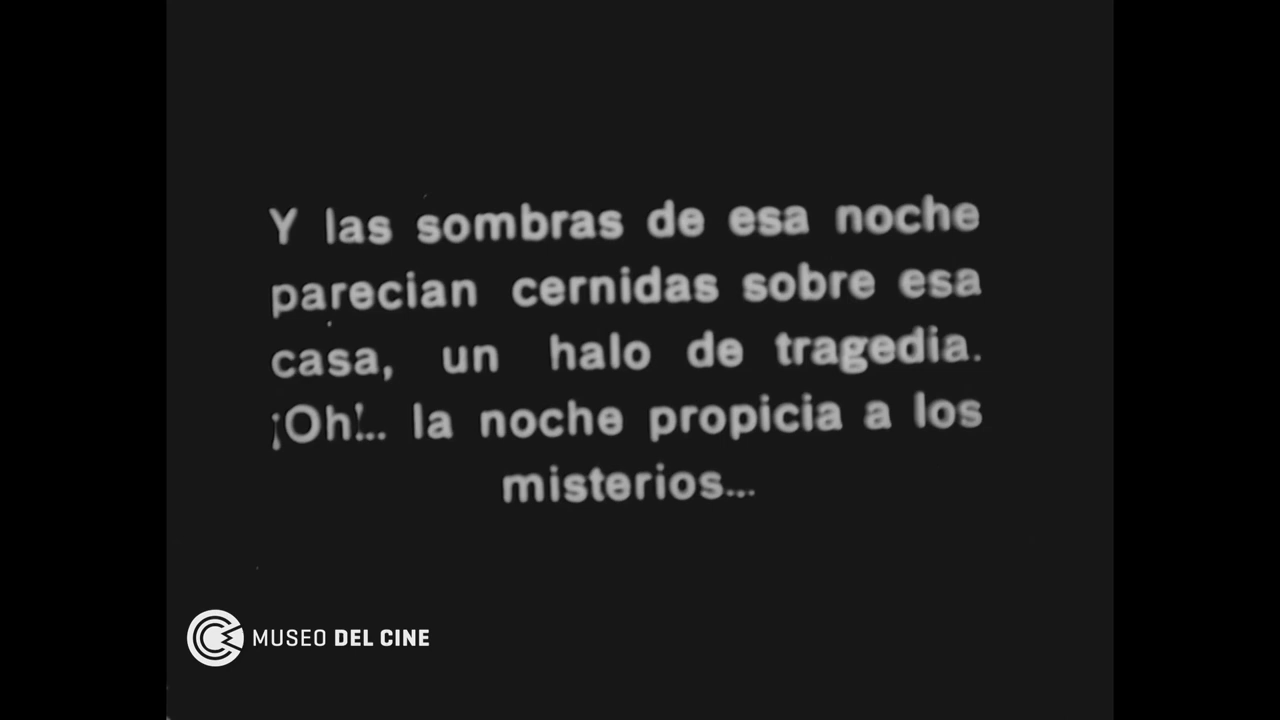 Y las sombras de esa noche
parecian cernidas sobre esa
casa, un halo de tragedia.
¡Oh!... la noche propicia a los
misterios...
MUSEO DEL CINE